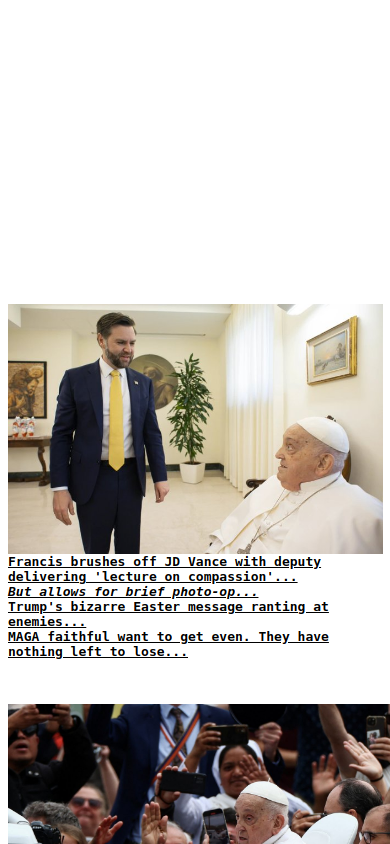 Francis brushes off JD Vance with deputy
delivering 'lecture on compassion'...
But allows for brief photo-op...
Trump's bizarre Easter message ranting at
enemies...
MAGA faithful want to get even. They have
nothing left to lose...